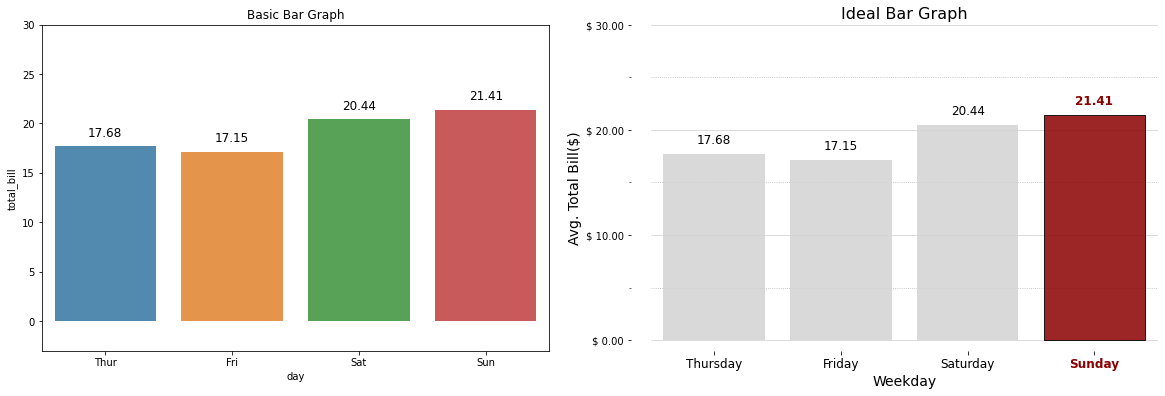 Basic Bar Graph
30
25
20
15
10
5
0
total_bill
17.68
17.15
20.44
21.41
Thur
Fri
Sat
Sun
day
Ideal Bar Graph
$ 30.00
$ 20.00
$ 10.00
$ 0.00
Avg. Total Bill($)
17.68
17.15
20.44
21.41
Thursday
Friday
Saturday
Sunday
Weekday